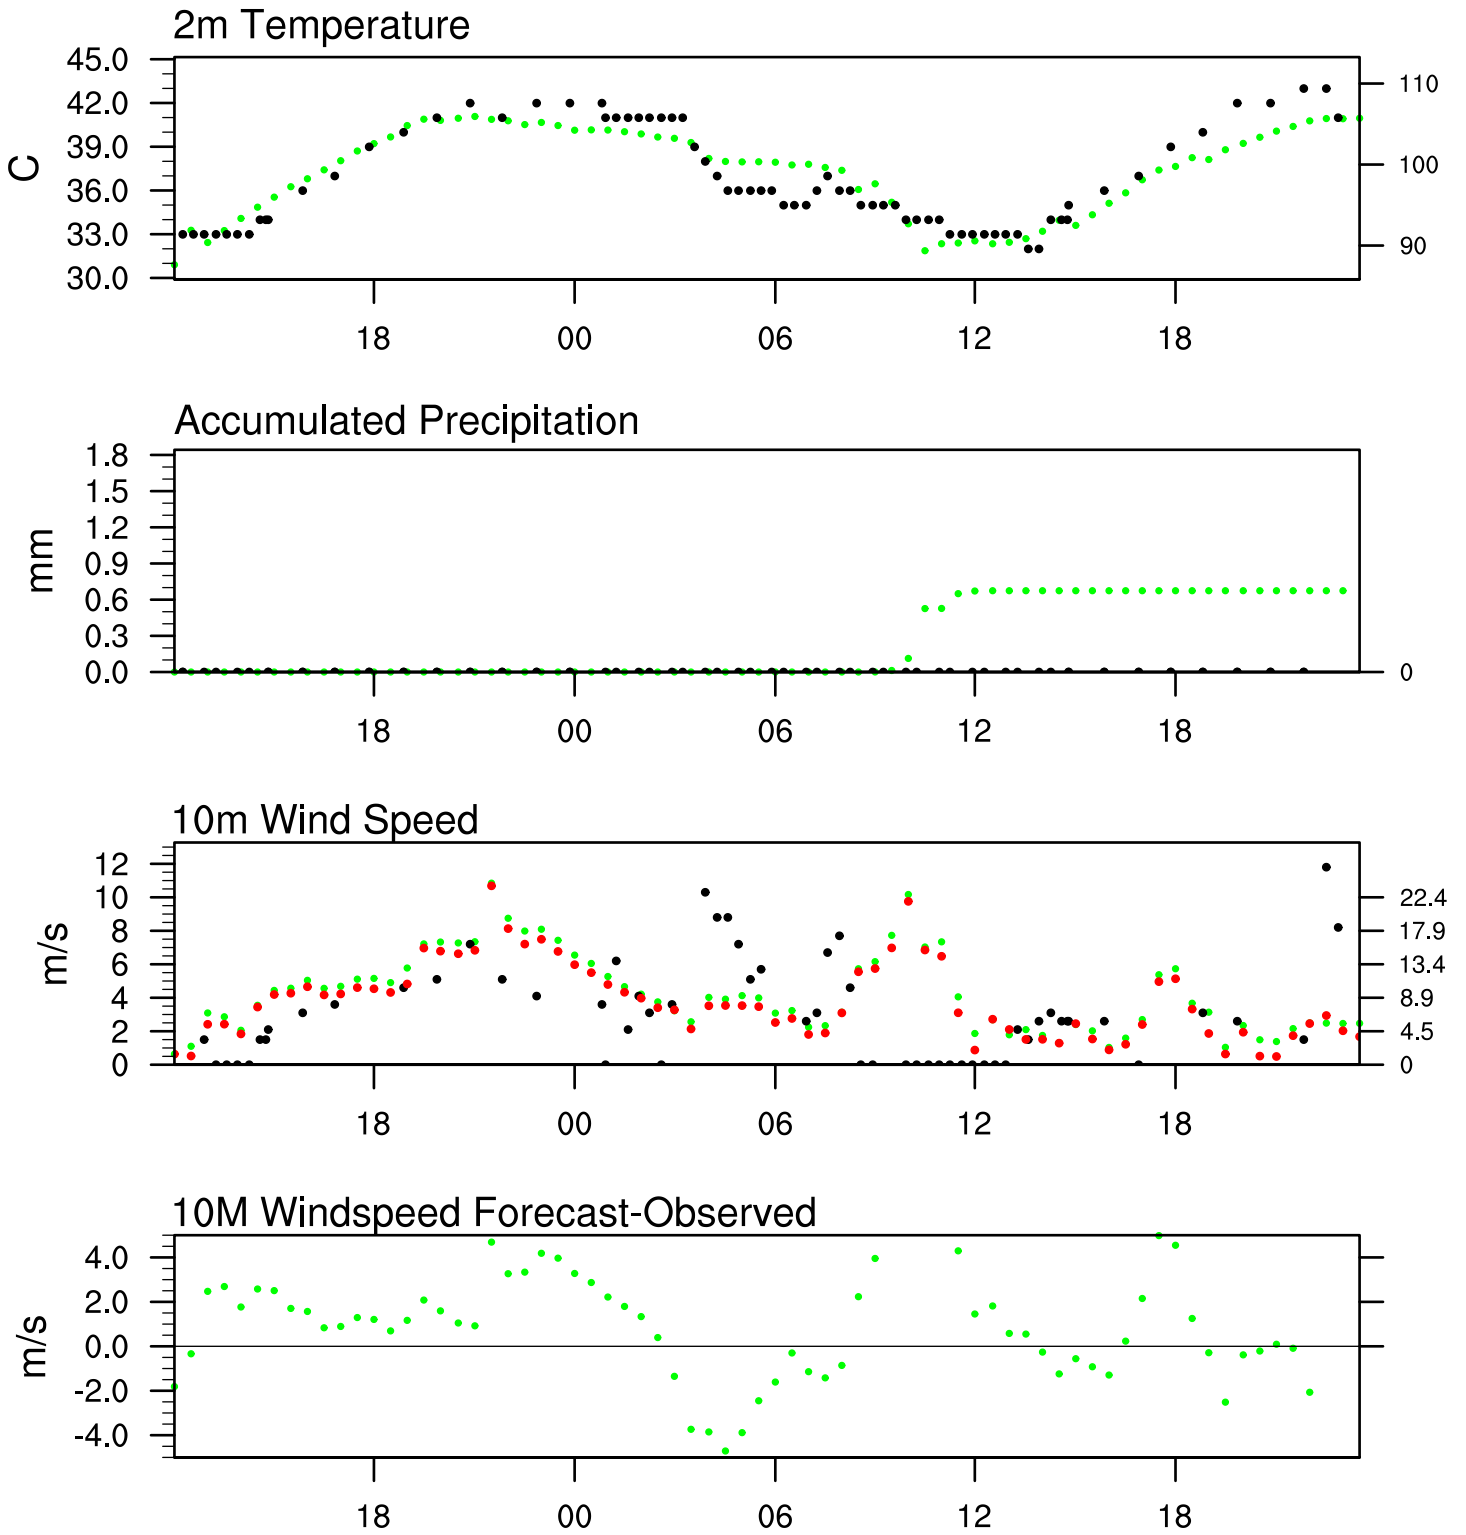 2m Temperature
45.0
42.0
39.0
36.0
33.0
30.0
C
110
100
90
18 00 06 12 18
Accumulated Precipitation
1.8
1.5
1.2
0.9
0.6
0.3
0.0
mm
0
18 00 06 12 18
10m Wind Speed
12
10
8
6
4
2
0
m/s
22.4
17.9
13.4
8.9
4.5
0
18 00 06 12 18
10M Windspeed Forecast-Observed
4.0
2.0
0.0
-2.0
-4.0
m/s
18 00 06 12 18